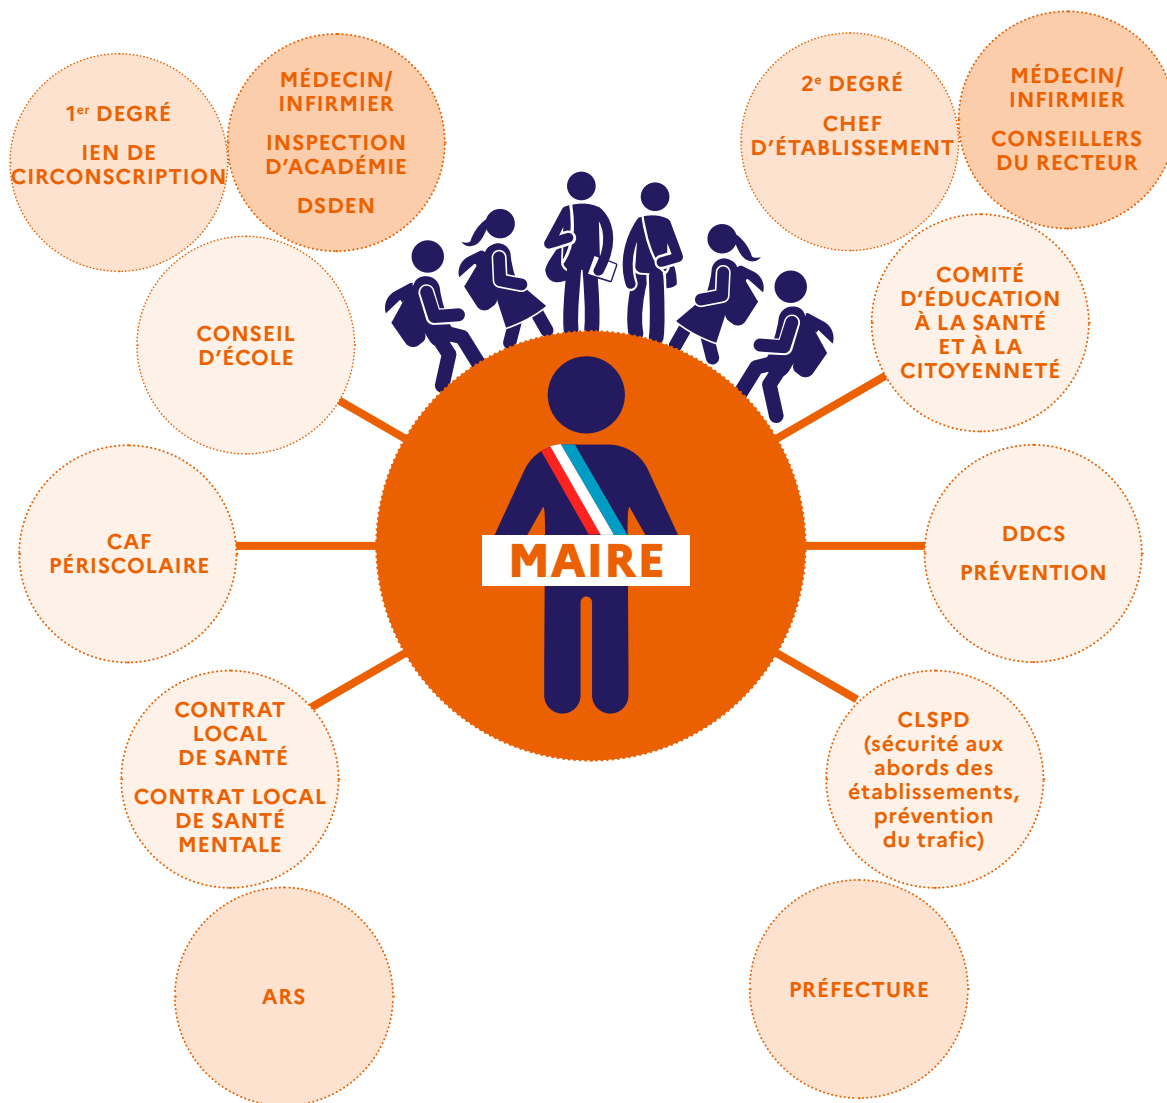 1er DEGRÉ
IEN DE
CIRCONSCRIPTION
MÉDECIN/
INFIRMIER
INSPECTION
D'ACADÉMIE
DSDEN
2e DEGRÉ
CHEF
D'ÉTABLISSEMENT
MÉDECIN/
INFIRMIER
CONSEILLERS
DU RECTEUR
CONSEIL
D'ÉCOLE
COMITÉ
D'ÉDUCATION
À LA SANTÉ
ET À LA
CITOYENNETÉ
CAF
PÉRISCOLAIRE
MAIRE
DDCS
PRÉVENTION
CONTRAT
LOCAL
DE SANTÉ
CONTRAT LOCAL
DE SANTÉ
MENTALE
CLSPD
(sécurité aux
abords des
établissements,
prévention
du trafic)
ARS
PRÉFECTURE